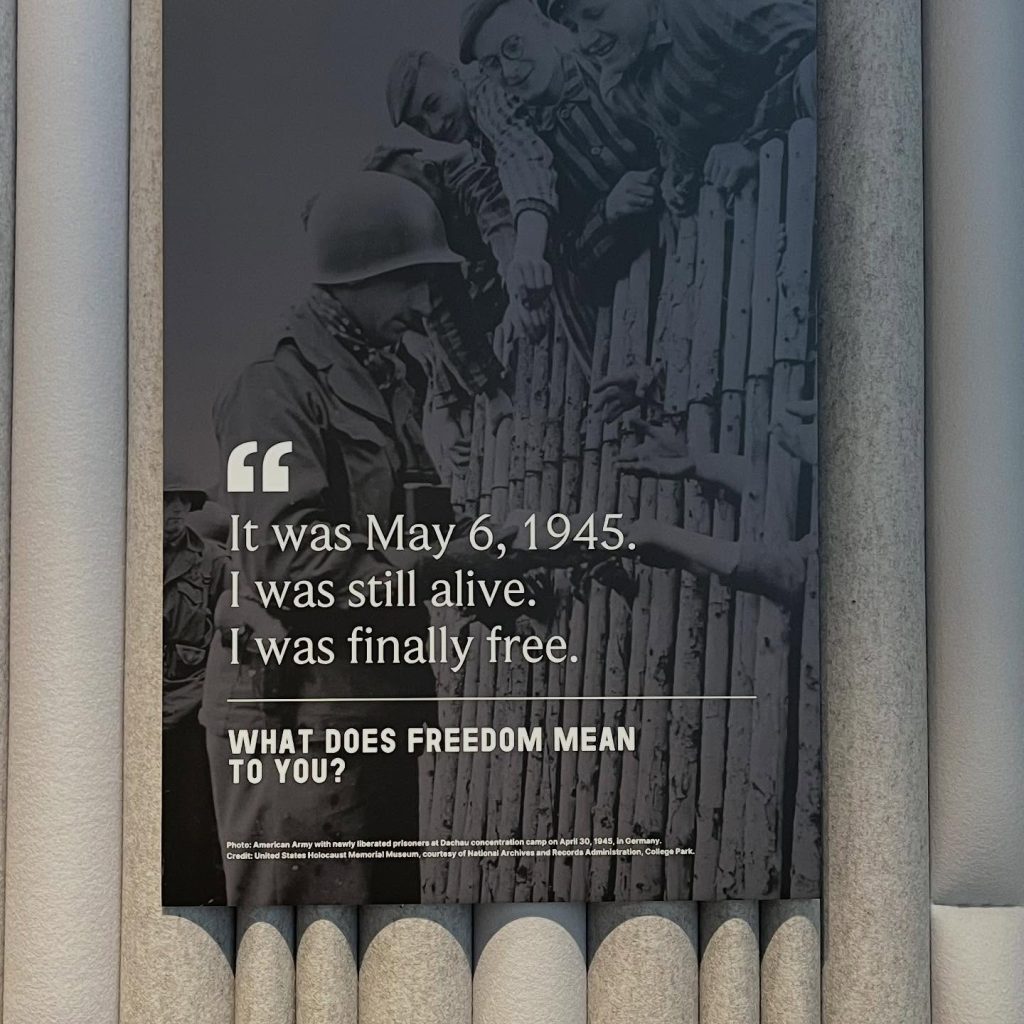 “
It was May 6, 1945.
I was still alive.
I was finally free.
WHAT DOES FREEDOM MEAN
TO YOU?
Photo: American Army with newly liberated prisoners at Dachau concentration camp on April 30, 1945, in Germany.
Credit: United States Holocaust Memorial Museum, courtesy of National Archives and Records Administration, College Park.